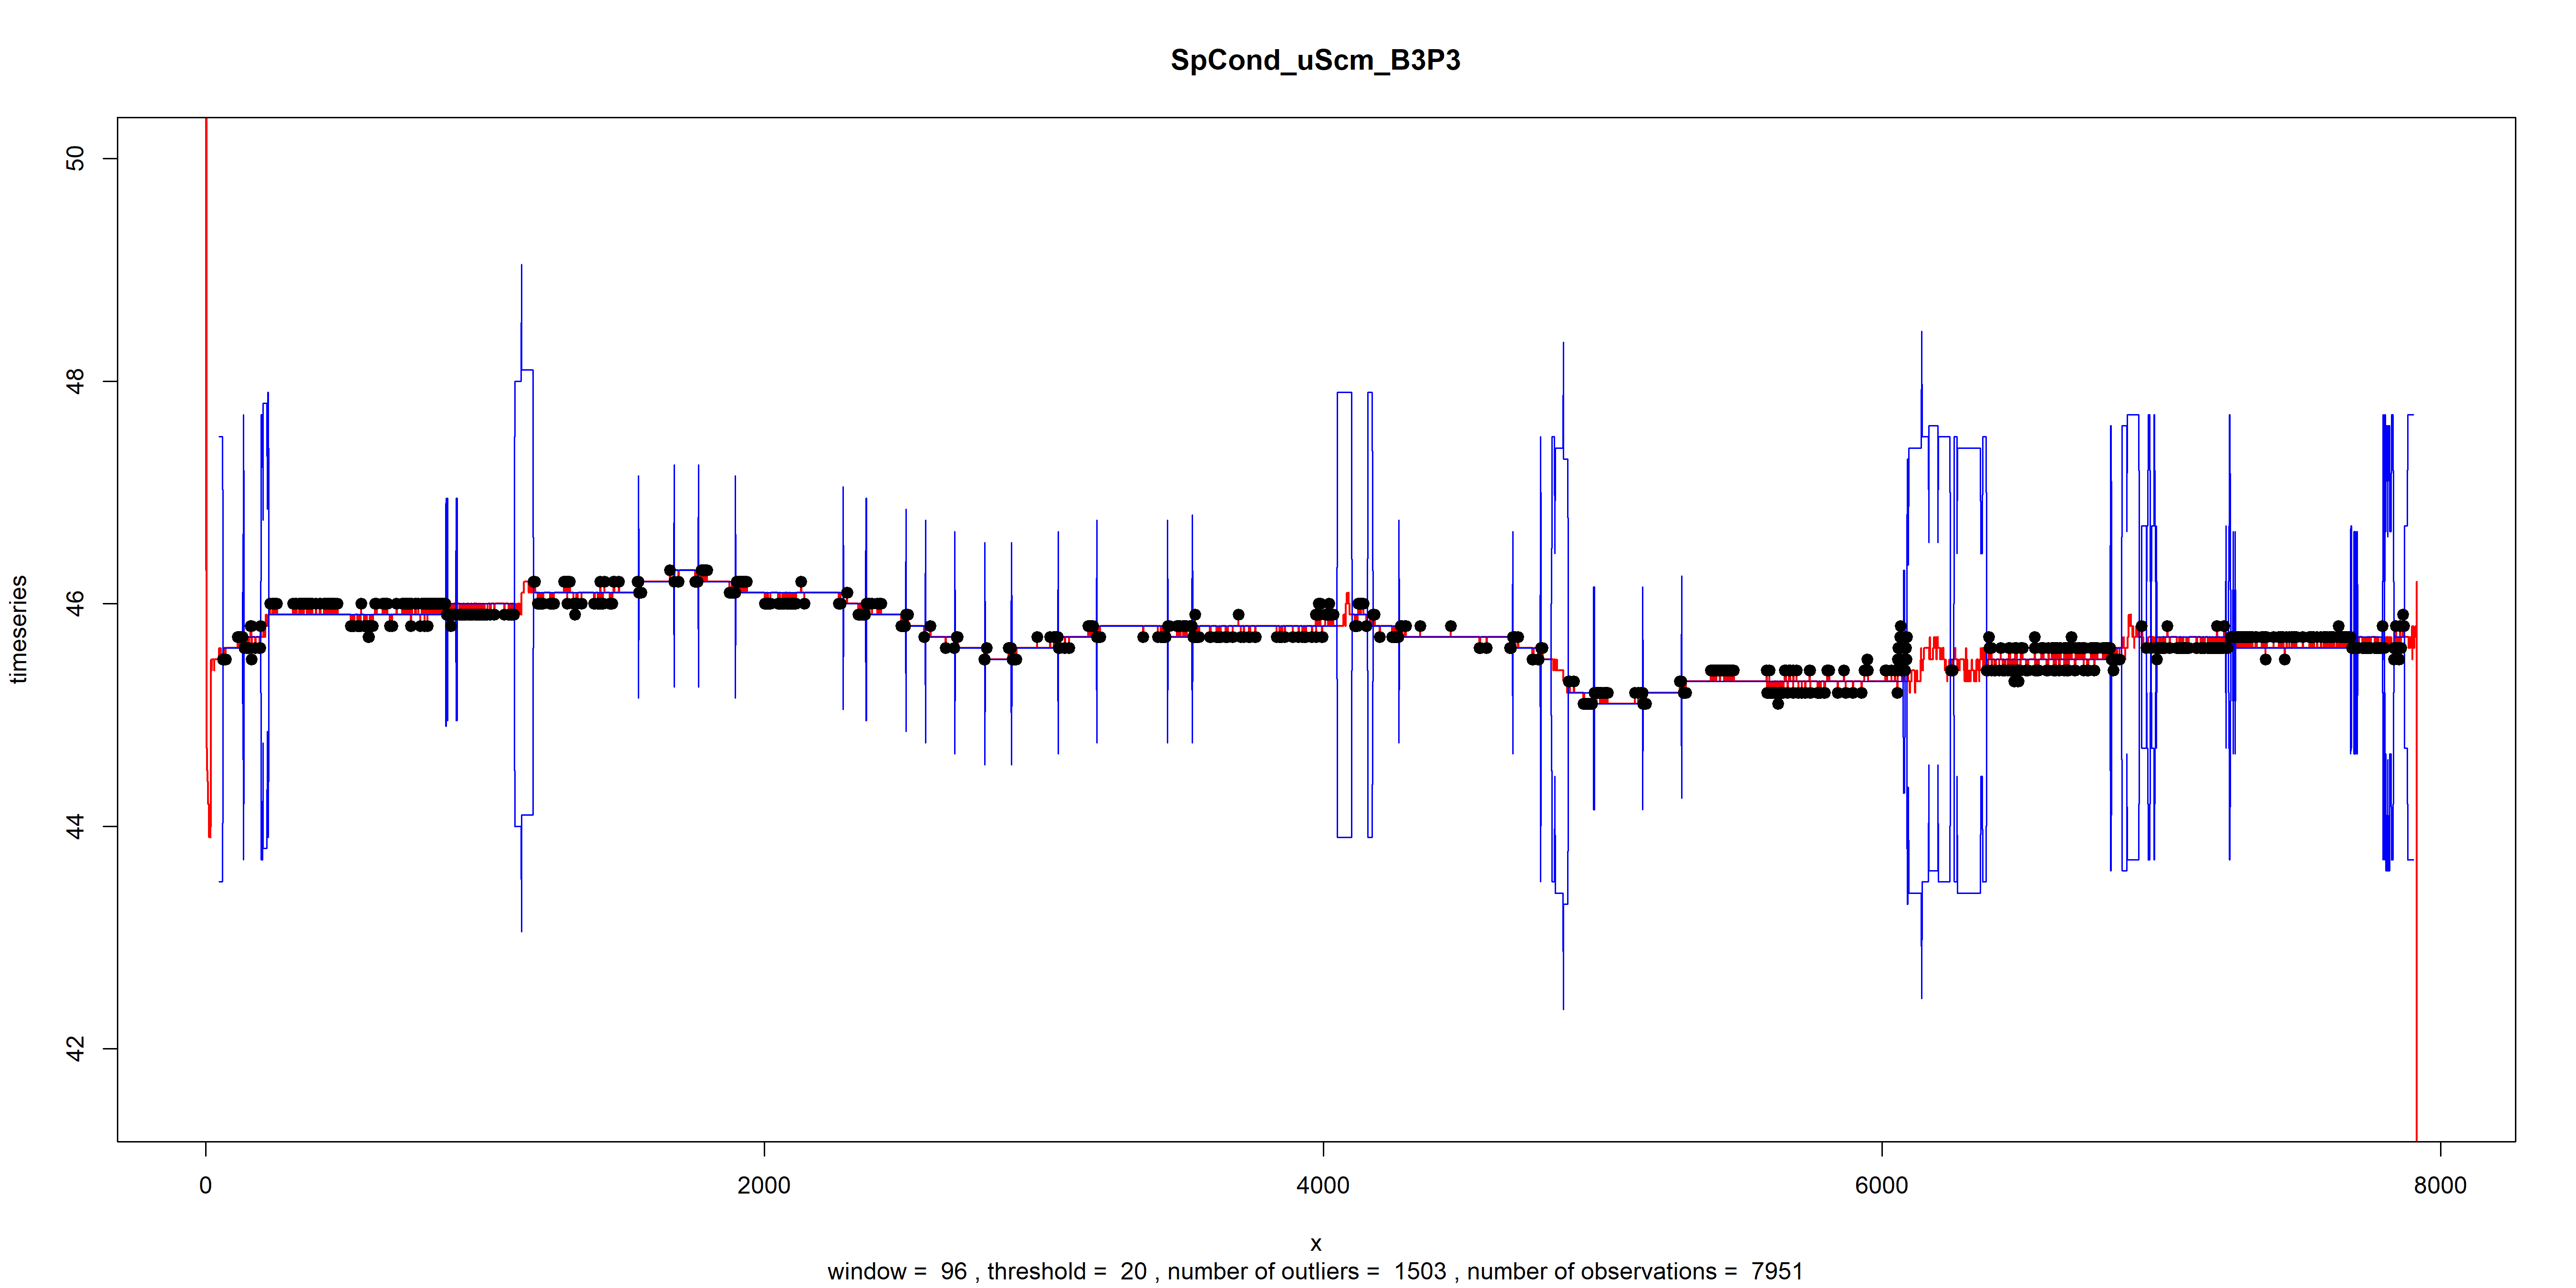 SpCond_uScm_B3P3
50
48
46
44
42
timeseries
0 2000 4000 6000 8000
x
window = 96 , threshold = 20 , number of outliers = 1503 , number of observations = 7951